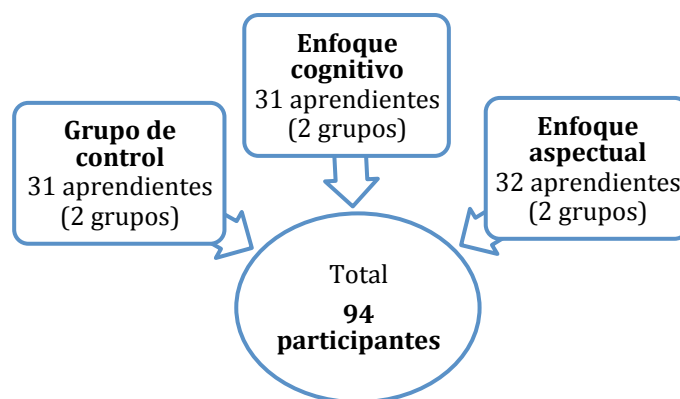 Enfoque
cognitivo
31 aprendientes
(2 grupos)
Grupo de
control
31 aprendientes
(2 grupos)
Enfoque
aspectual
32 aprendientes
(2 grupos)
Total
94
participantes